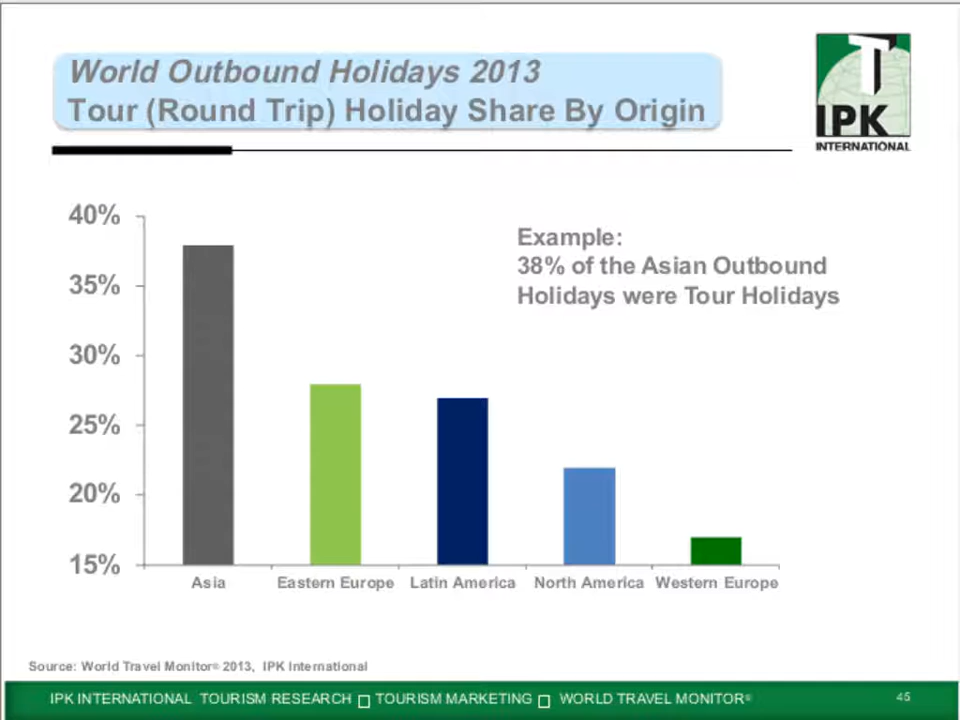 World Outbound Holidays 2013
Tour (Round Trip) Holiday Share By Origin
T
IPK
INTERNATIONAL
40%
35%
30%
25%
20%
15%
Example:
38% of the Asian Outbound
Holidays were Tour Holidays
Asia Eastern Europe Latin America North America Western Europe
Source: World Travel Monitor® 2013, IPK International
IPK INTERNATIONAL TOURISM RESEARCH □ TOURISM MARKETING □ WORLD TRAVEL MONITOR® 45